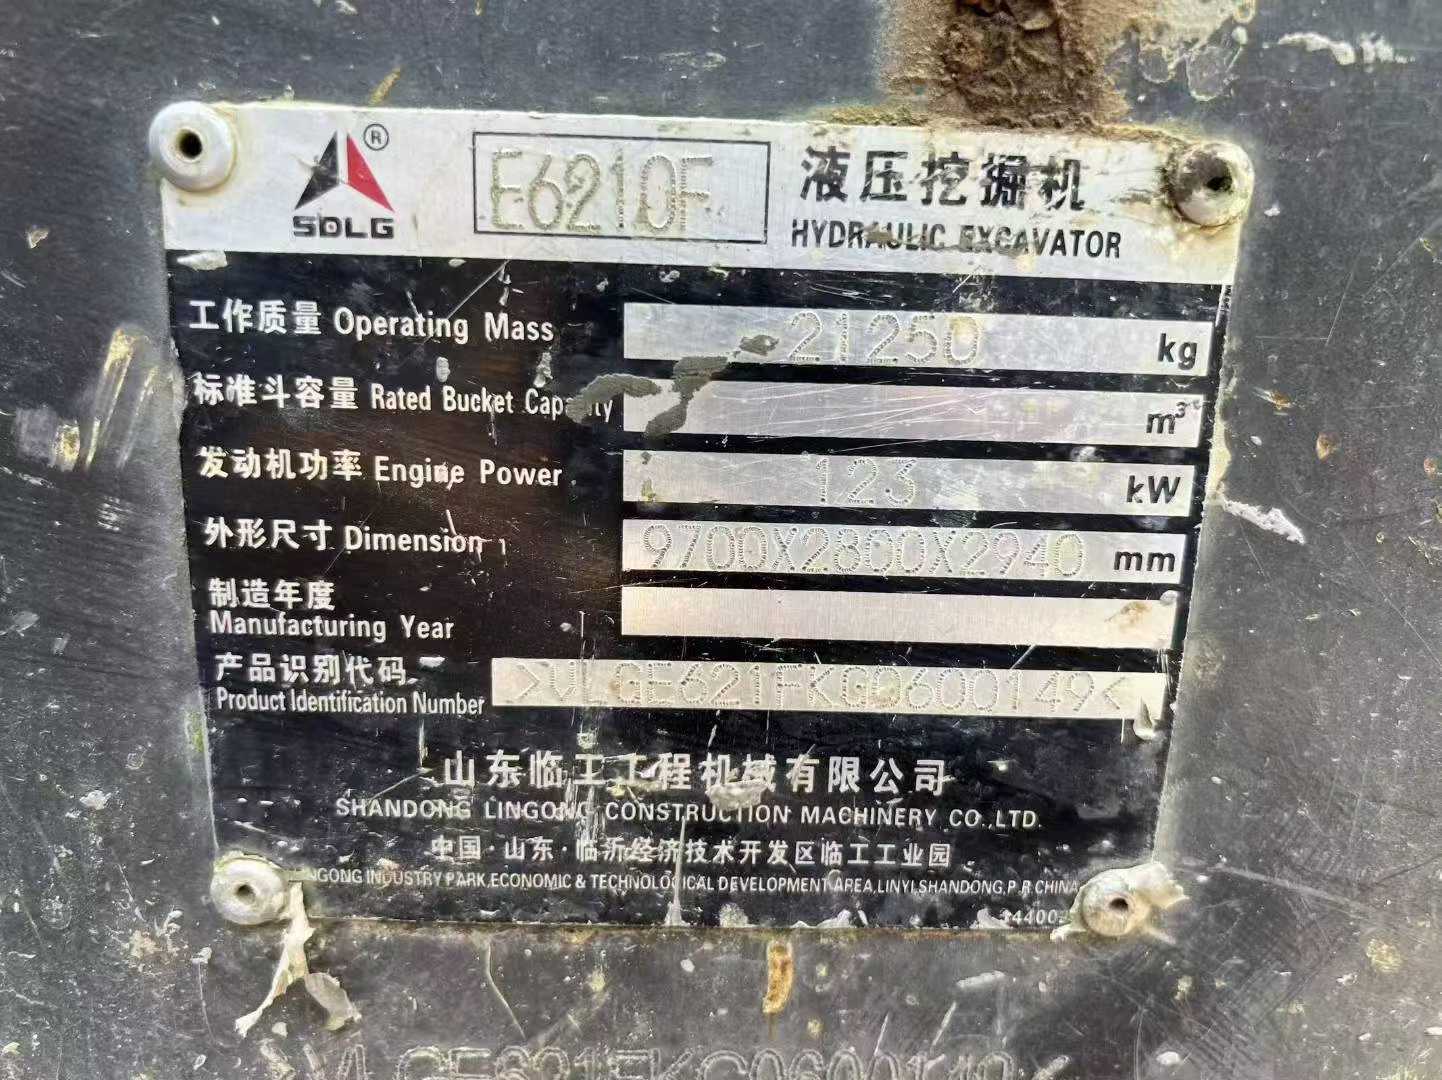 SDLG ®
E6210F
液压挖掘机
HYDRAULIC EXCAVATOR
工作质量 Operating Mass 21250 kg
标准斗容量 Rated Bucket Capacity m³
发动机功率 Engine Power 123 kW
外形尺寸 Dimension 9700X2800X2940 mm
制造年度
Manufacturing Year
产品识别代码
Product Identification Number >VLGE621FKG0600149<
山东临工工程机械有限公司
SHANDONG LINGONG CONSTRUCTION MACHINERY CO.,LTD.
中国·山东·临沂经济技术开发区临工工业园
INDUSTRY PARK,ECONOMIC & TECHNOLOGICAL DEVELOPMENT AREA,LINYI,SHANDONG,P.R.CHINA
VLGE621FKG0600149<